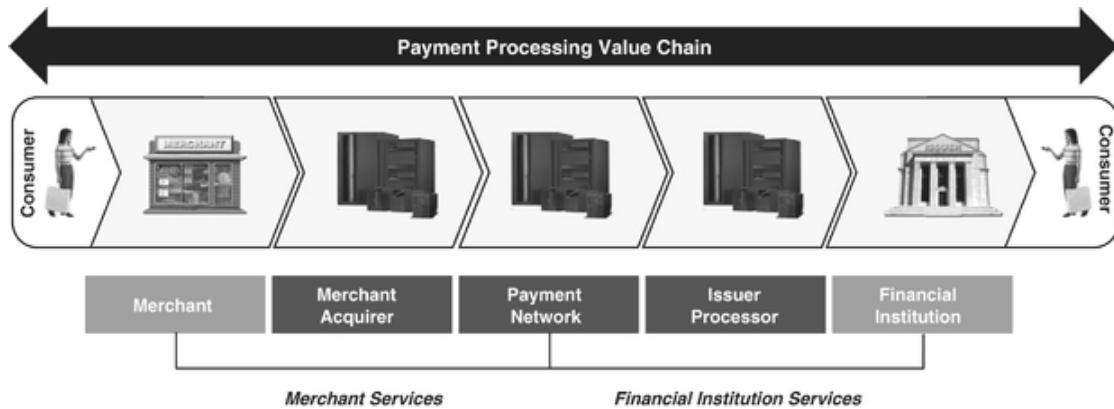 Payment Processing Value Chain
Consumer
MERCHANT
ISSUER
Consumer
Merchant
Merchant
Acquirer
Payment
Network
Issuer
Processor
Financial
Institution
Merchant Services
Financial Institution Services